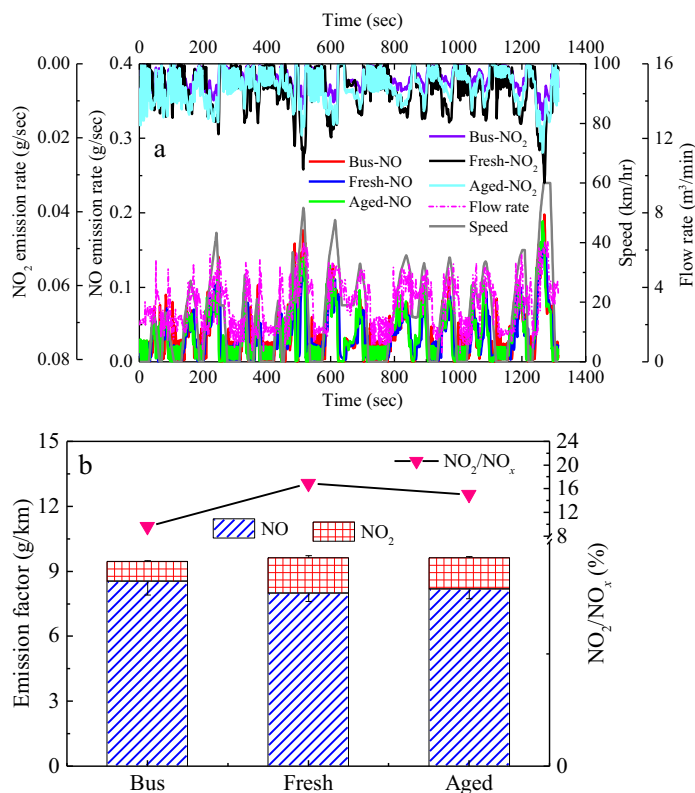 Time (sec)
0 200 400 600 800 1000 1200 1400
0.00 0.4 100 16
0.02 0.3 80 12
0.04 0.2 60 8
0.06 0.1 40 4
0.08 0.0 20 0
0
NO₂ emission rate (g/sec)
NO emission rate (g/sec)
Speed (km/hr)
Flow rate (m³/min)
a
Bus-NO
Fresh-NO
Aged-NO
Bus-NO₂
Fresh-NO₂
Aged-NO₂
Flow rate
Speed
0 200 400 600 800 1000 1200 1400
Time (sec)
b
NO₂/NOₓ
NO
NO₂
Emission factor (g/km)
15
12
9
6
3
0
NO₂/NOₓ (%)
24
20
16
12
8
0
Bus Fresh Aged